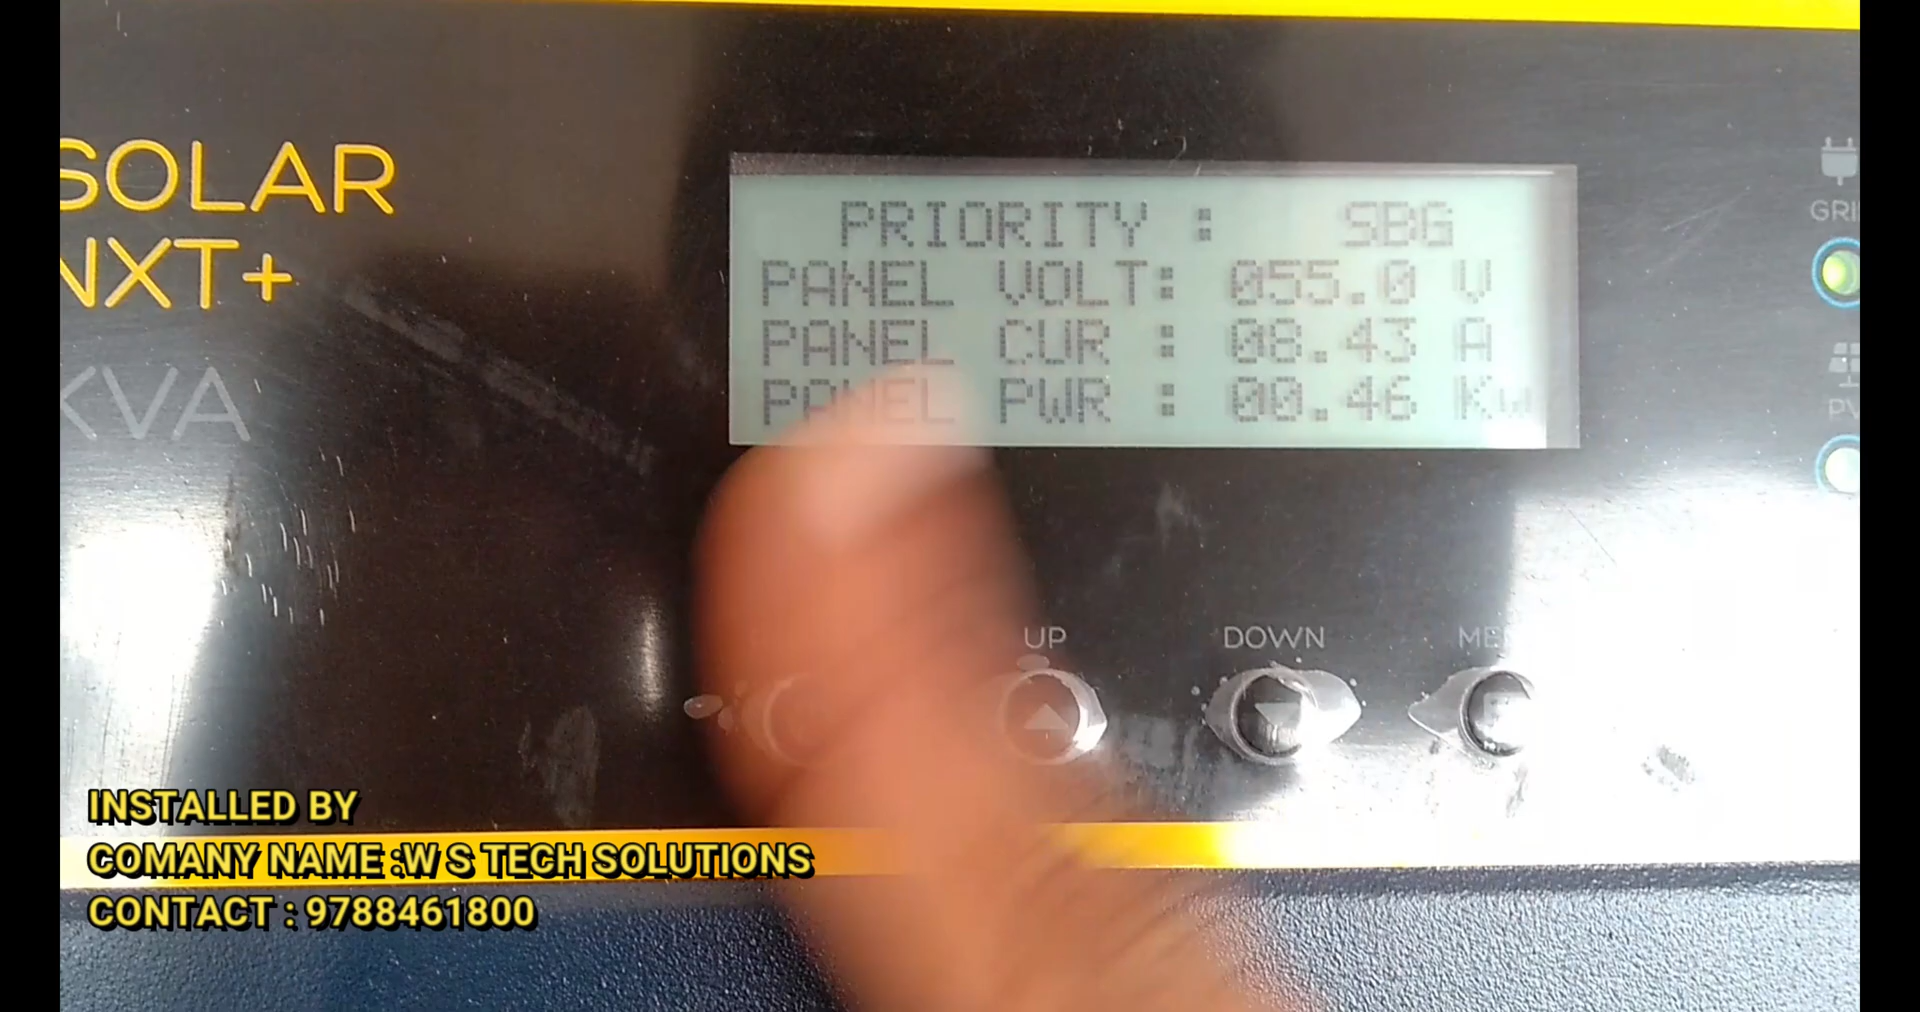 SOLAR
NXT+
KVA
PRIORITY : SBG
PANEL VOLT: 055.0 V
PANEL CUR : 08.43 A
PANEL PWR : 00.46 Kw
UP
DOWN
INSTALLED BY
COMANY NAME :W S TECH SOLUTIONS
CONTACT : 9788461800